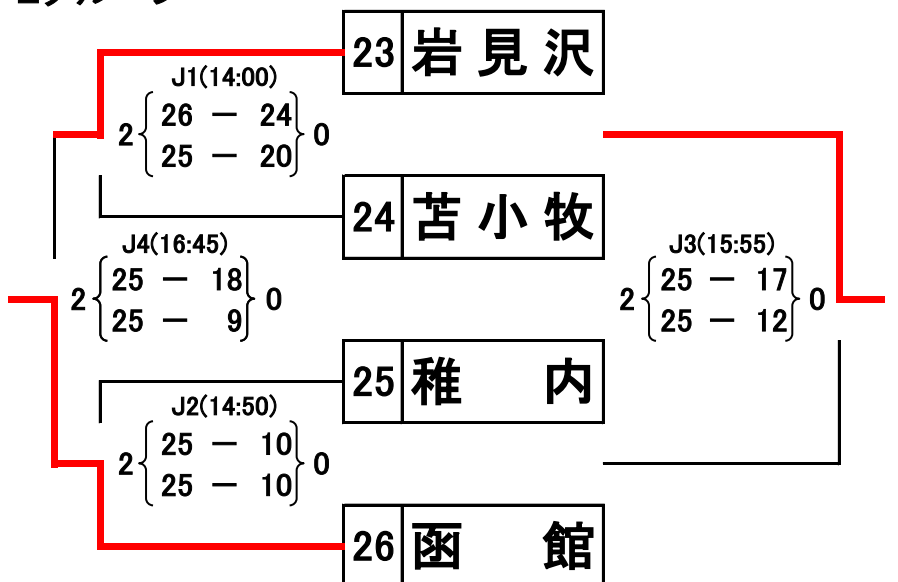 23 岩見沢
J1(14:00)
2 26 － 24 0
25 － 20
24 苫小牧
J4(16:45)
2 25 － 18 0
25 － 9
J3(15:55)
2 25 － 17 0
25 － 12
25 稚内
J2(14:50)
2 25 － 10 0
25 － 10
26 函館